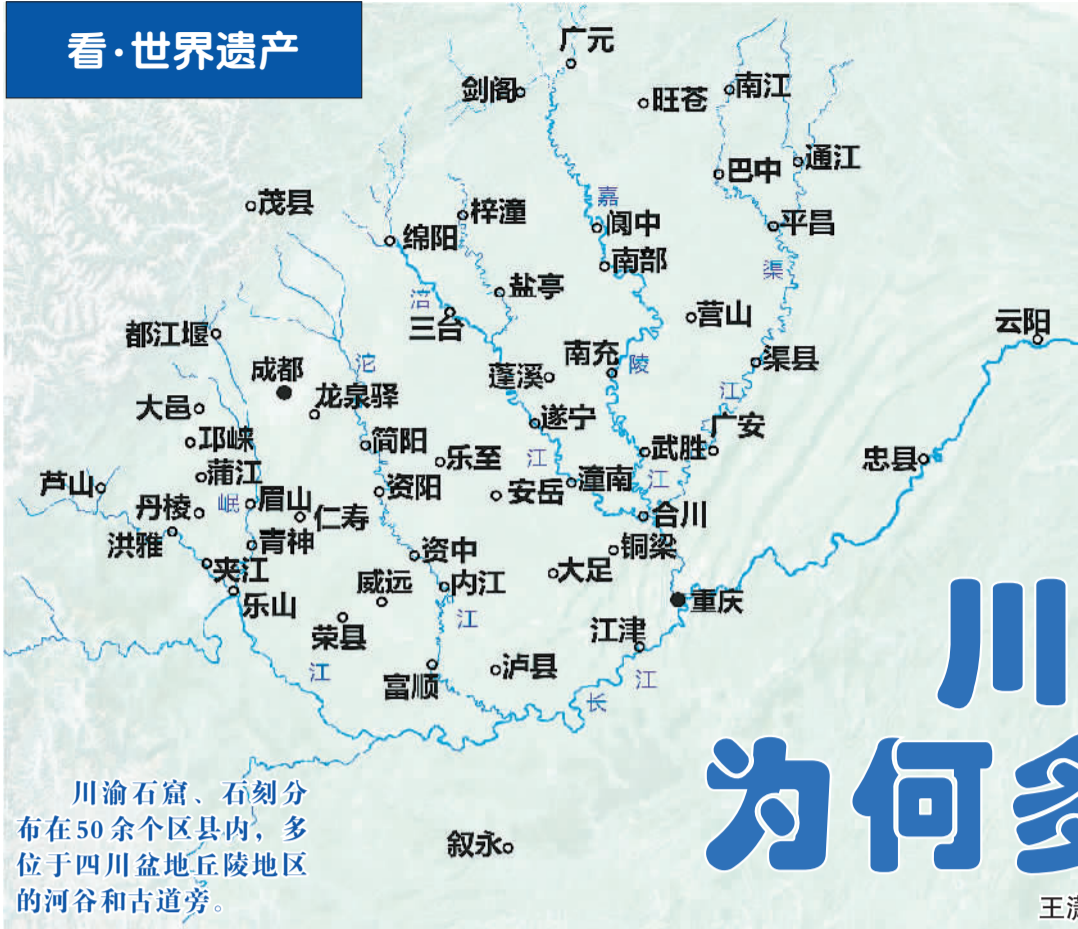 看·世界遗产
广元
剑阁
旺苍
南江
巴中
通江
茂县
梓潼
嘉
阆中
平昌
绵阳
南部
渠
盐亭
涪
三台
营山
云阳
都江堰
沱
南充
陵
渠县
成都
蓬溪
龙泉驿
江
大邑
遂宁
广安
邛崃
简阳
乐至
江
武胜
忠县
芦山
蒲江
资阳
安岳
潼南
江
丹棱
岷
眉山
仁寿
合川
洪雅
青神
资中
铜梁
夹江
威远
内江
大足
乐山
重庆
荣县
江
江津
江
富顺
泸县
江
长
川
为何多
川渝石窟、石刻分
布在50余个区县内，多
位于四川盆地丘陵地区
的河谷和古道旁。
叙永
王